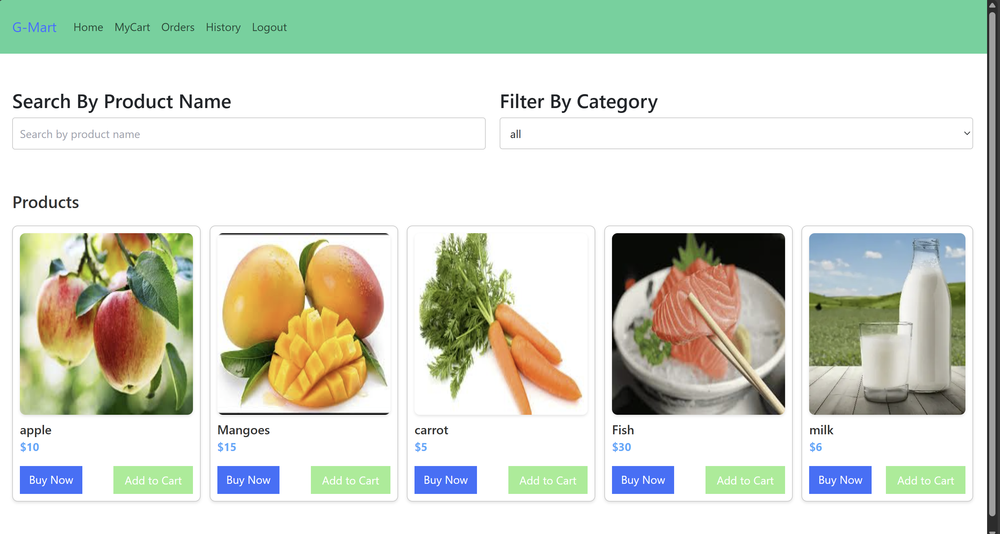 G-Mart Home MyCart Orders History Logout
Search By Product Name
Search by product name
Filter By Category
all
Products
apple
$10
Buy Now Add to Cart
Mangoes
$15
Buy Now Add to Cart
carrot
$5
Buy Now Add to Cart
Fish
$30
Buy Now Add to Cart
milk
$6
Buy Now Add to Cart